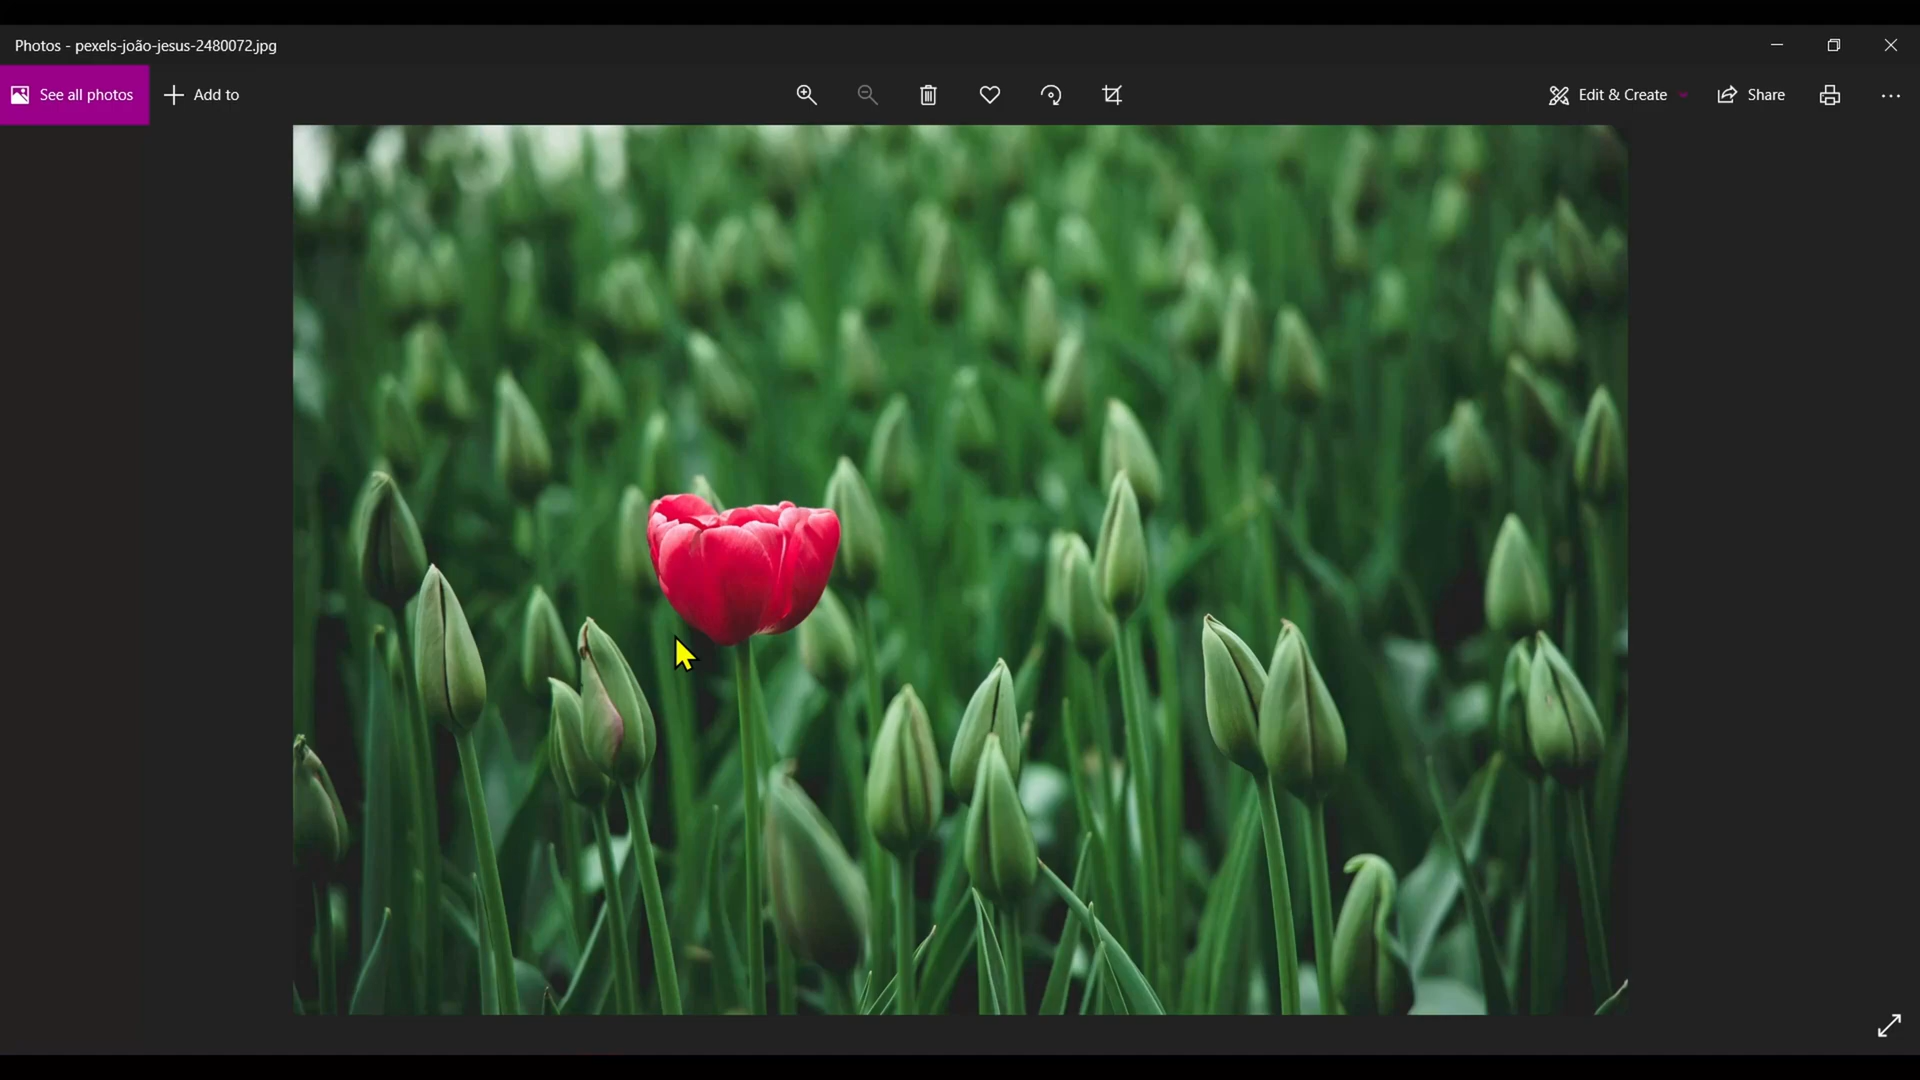 Photos - pexels-joão-jesus-2480072.jpg
See all photos
Add to
Edit & Create
Share